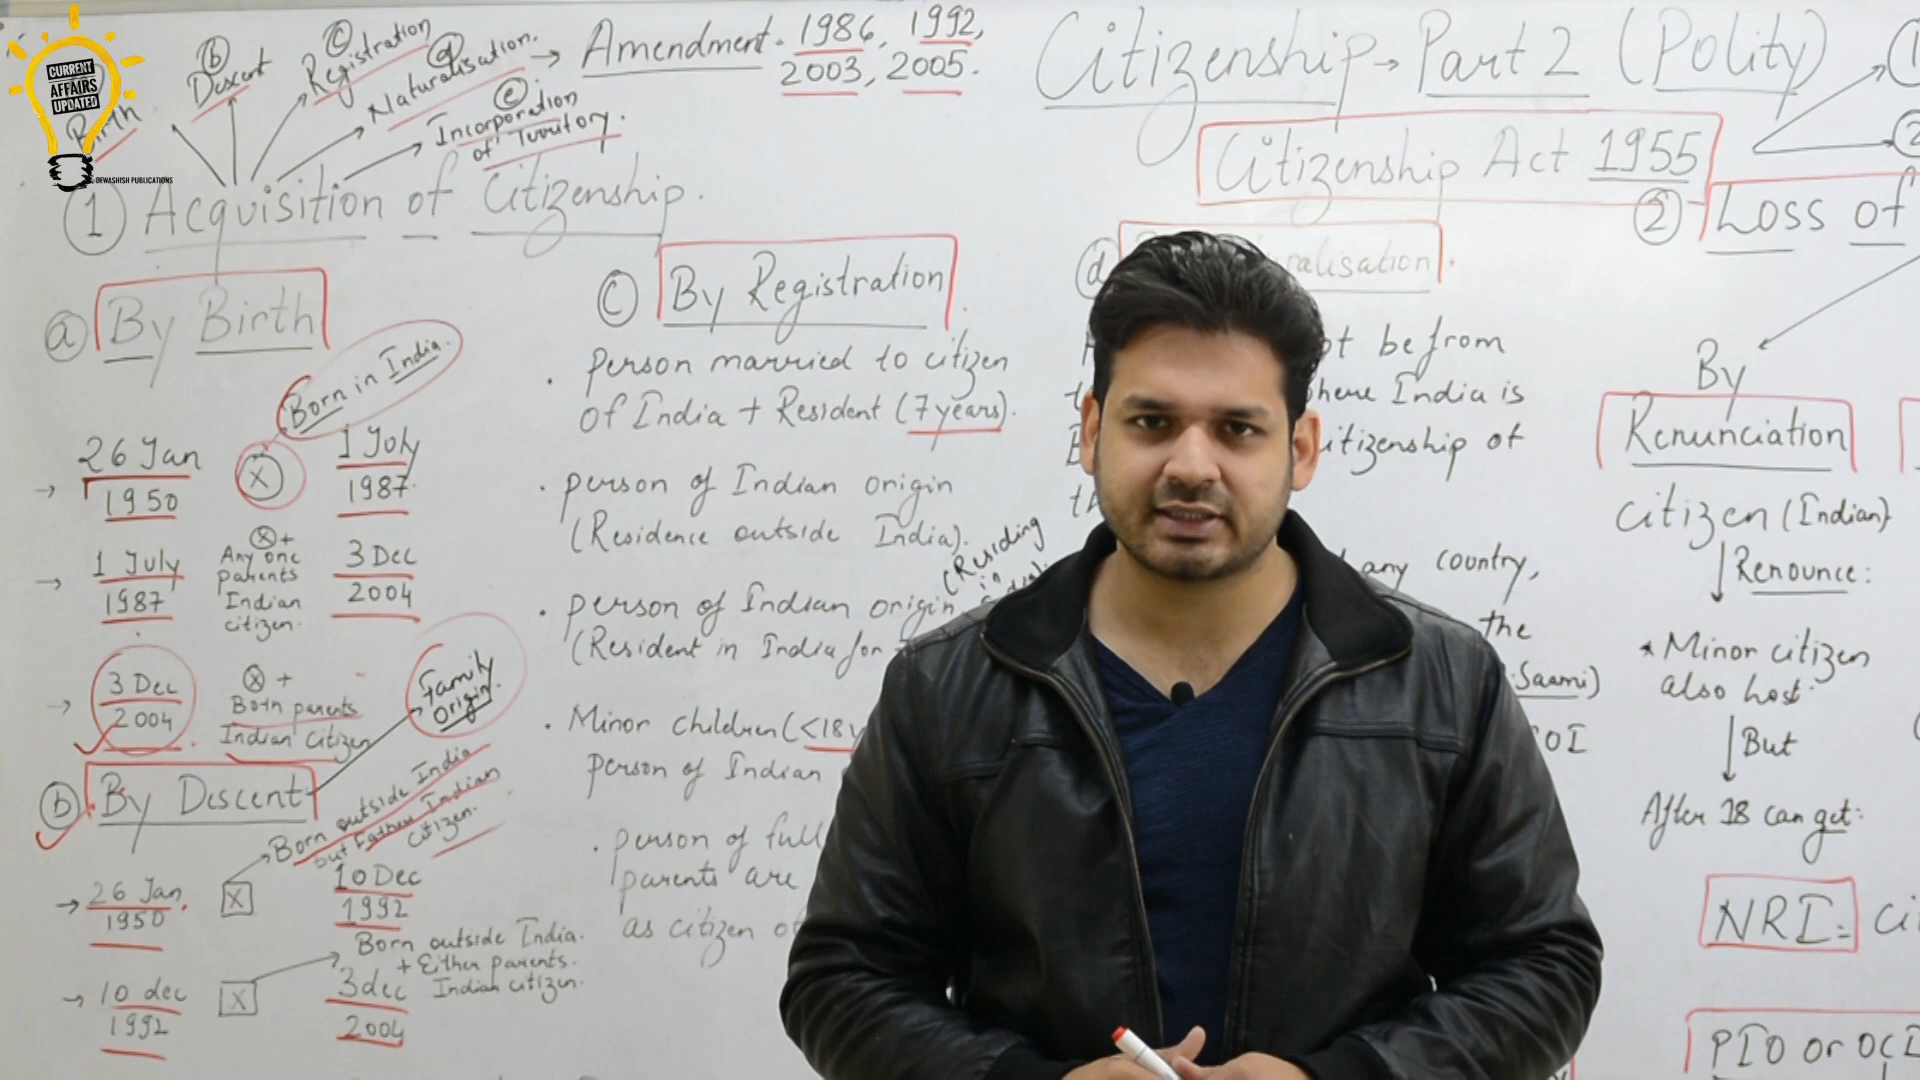 CURRENT
AFFAIRS
UPDATED
DEWASHISH PUBLICATIONS
Birth
(b)
Descent
(c)
Registration
(d)
Naturalisation.
(e)
Incorporation
of Territory.
→ Amendment. 1986, 1992,
2003, 2005.
(1) Acquisition of Citizenship.
(a) By Birth
Born in India.
→ 26 Jan
1950
X
1 July
1987
→ 1 July
1987
X +
Any one
parents
Indian
citizen.
3 Dec
2004
→ 3 Dec
2004
X +
Both parents
Indian Citizen
Family
Origin.
(b) By Descent
Born outside India
but Father Indian
citizen.
→ 26 Jan,
1950
X
10 Dec
1992
Born outside India.
+ Either parents.
Indian citizen.
→ 10 dec
1992
X
3dec
2004
(c) By Registration
. person married to citizen
of India + Resident (7 years).
. person of Indian origin
(Residence outside India).
. person of Indian origin
(Residing
in
(Resident in India for
. Minor children (<18
person of Indian
. person of full
parents are
as citizen of
Citizenship → Part 2 (Polity)
Citizenship Act 1955
(d)
ralisation.
be from
where India is
citizenship of
any country,
the
Saami)
OI
(1)
(2)
(2) Loss of
By
Renunciation
citizen (Indian)
Renounce:
* Minor citizen
also lost.
But
After 18 can get:
NRI = Ci
PIO or OCI